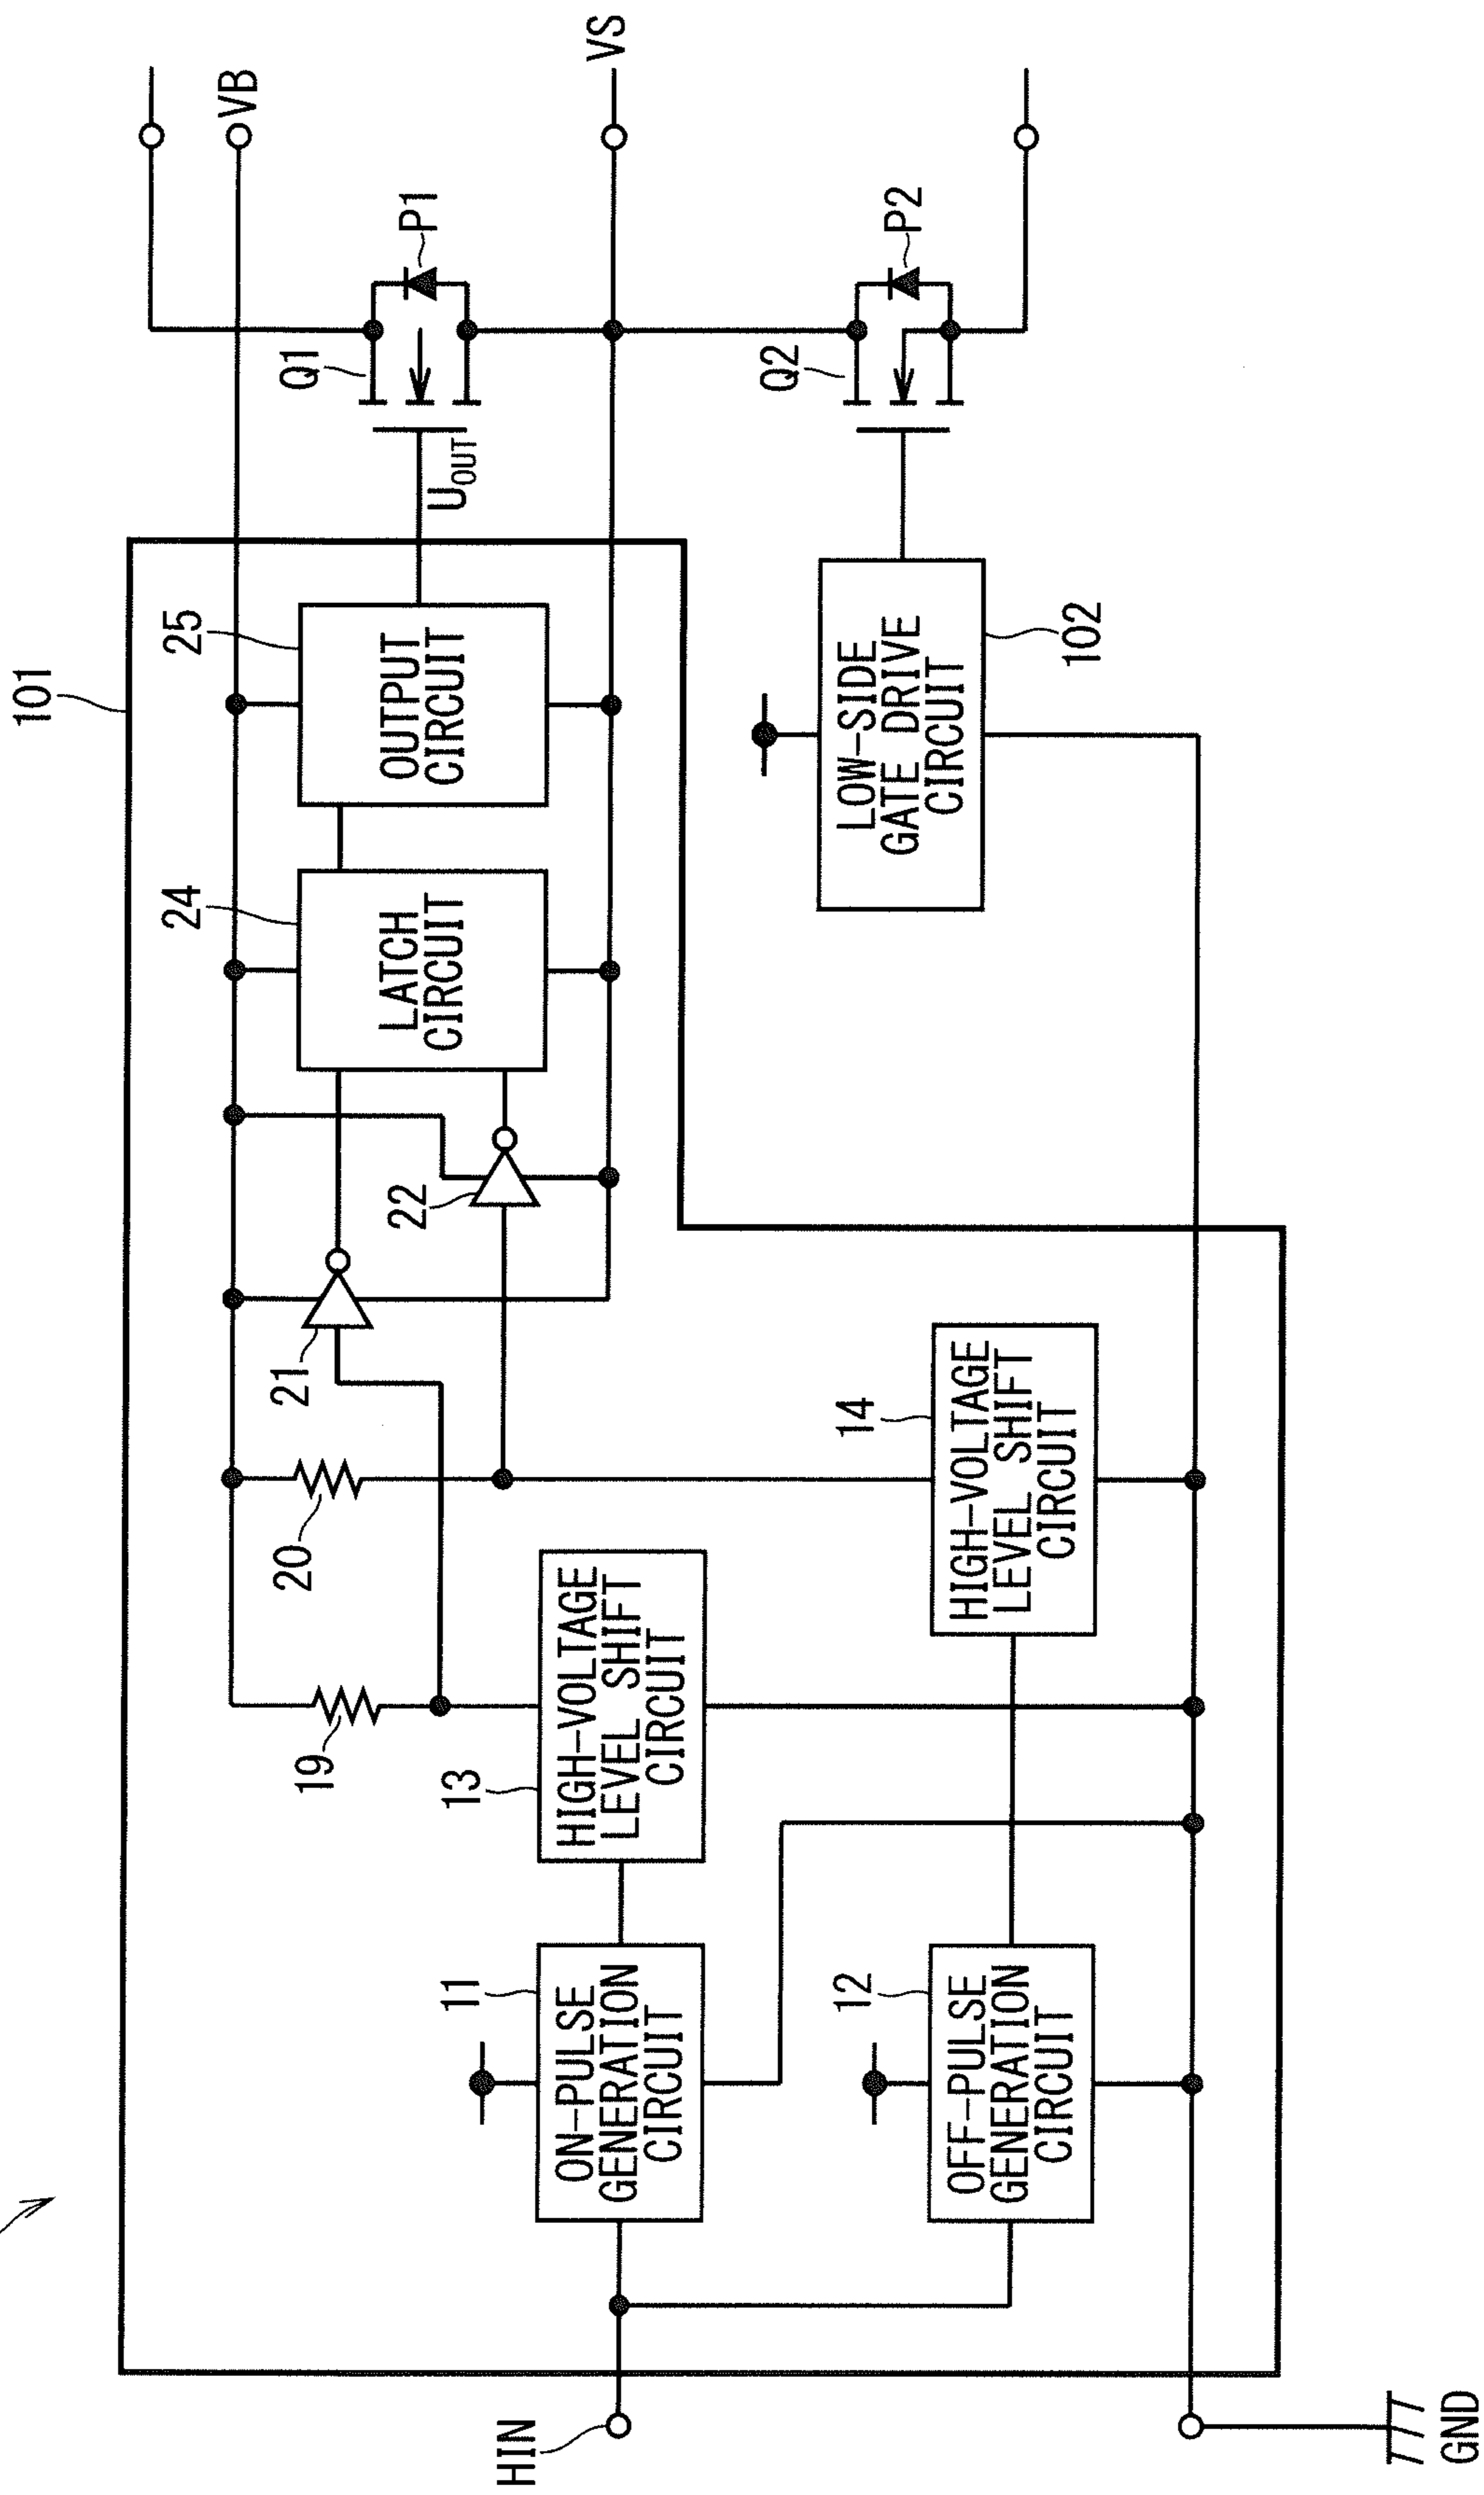 101
VB
VS
25
OUTPUT
CIRCUIT
U_OUT
Q1
P1
24
LATCH
CIRCUIT
21
22
20
19
13
HIGH-VOLTAGE
LEVEL SHIFT
CIRCUIT
14
HIGH-VOLTAGE
LEVEL SHIFT
CIRCUIT
11
ON-PULSE
GENERATION
CIRCUIT
12
OFF-PULSE
GENERATION
CIRCUIT
LOW-SIDE
GATE DRIVE
CIRCUIT
102
Q2
P2
HIN
GND